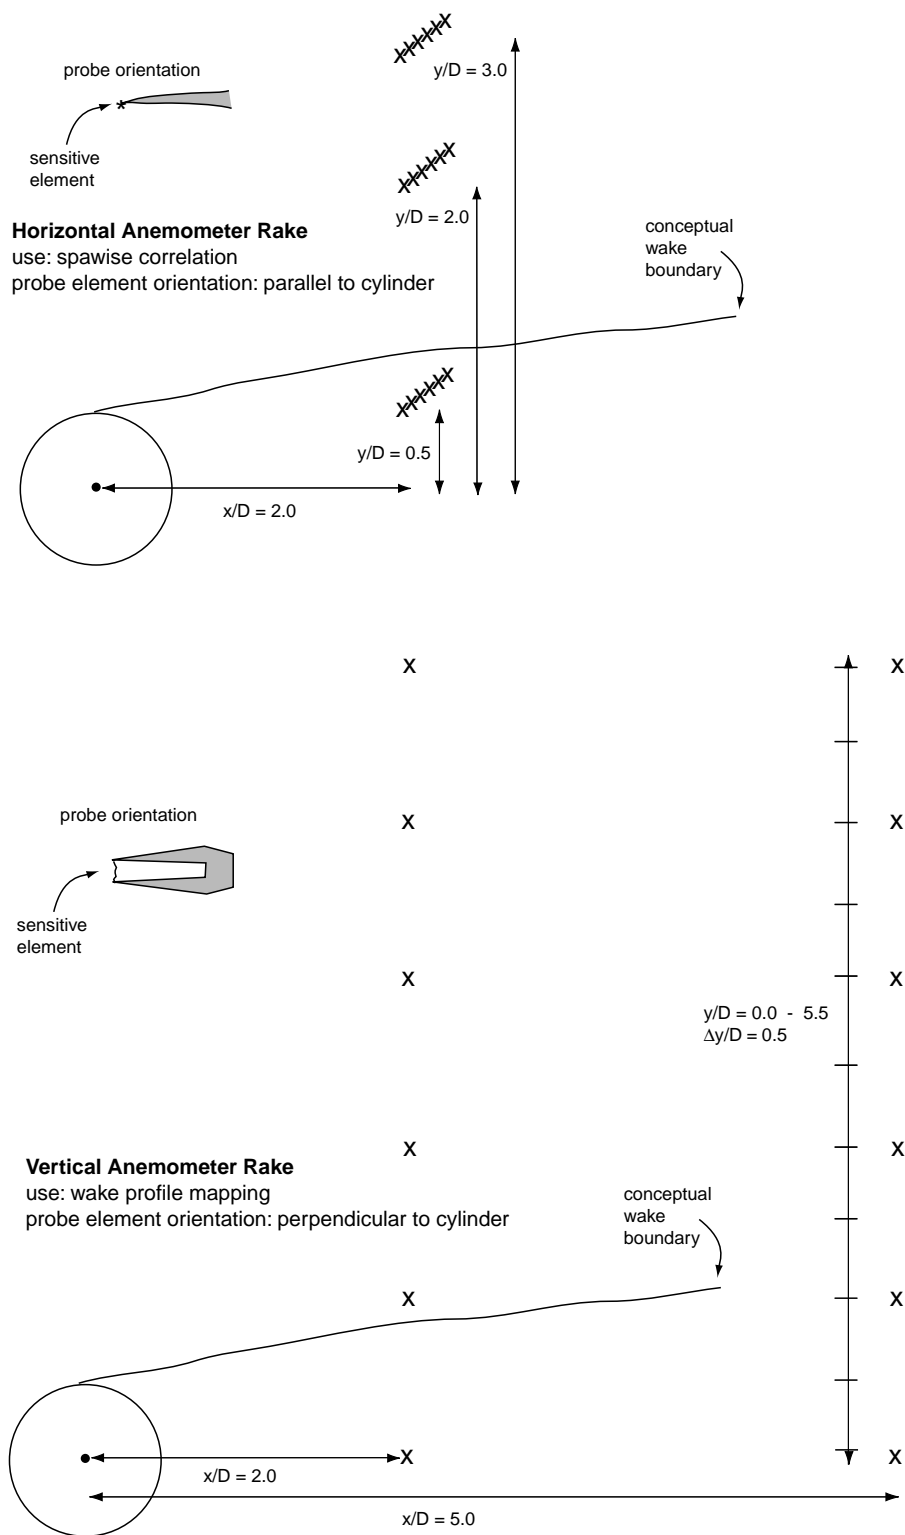 y/D = 3.0
probe orientation
sensitive
element
y/D = 2.0
Horizontal Anemometer Rake
use: spawise correlation
probe element orientation: parallel to cylinder
conceptual
wake
boundary
y/D = 0.5
x/D = 2.0
probe orientation
sensitive
element
y/D = 0.0 - 5.5
Δy/D = 0.5
Vertical Anemometer Rake
use: wake profile mapping
probe element orientation: perpendicular to cylinder
conceptual
wake
boundary
x/D = 2.0
x/D = 5.0